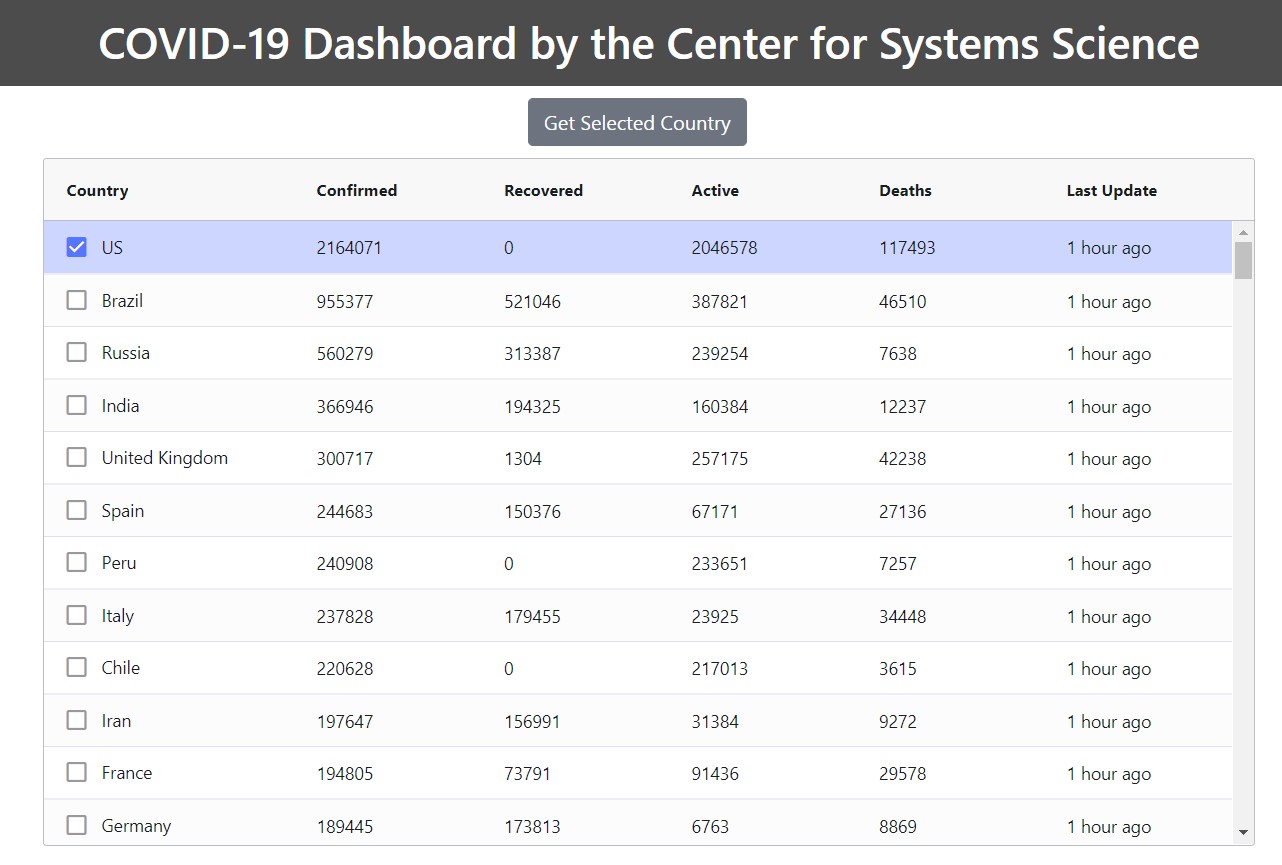 COVID-19 Dashboard by the Center for Systems Science
Get Selected Country
Country Confirmed Recovered Active Deaths Last Update
US 2164071 0 2046578 117493 1 hour ago
Brazil 955377 521046 387821 46510 1 hour ago
Russia 560279 313387 239254 7638 1 hour ago
India 366946 194325 160384 12237 1 hour ago
United Kingdom 300717 1304 257175 42238 1 hour ago
Spain 244683 150376 67171 27136 1 hour ago
Peru 240908 0 233651 7257 1 hour ago
Italy 237828 179455 23925 34448 1 hour ago
Chile 220628 0 217013 3615 1 hour ago
Iran 197647 156991 31384 9272 1 hour ago
France 194805 73791 91436 29578 1 hour ago
Germany 189445 173813 6763 8869 1 hour ago